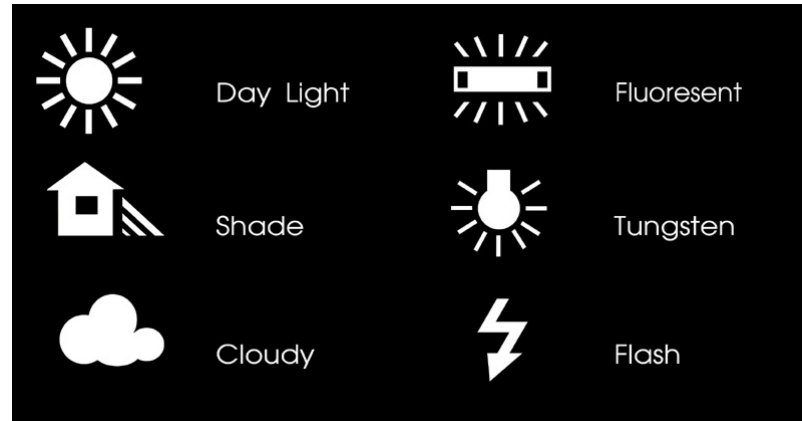 Day Light
Fluoresent
Shade
Tungsten
Cloudy
Flash